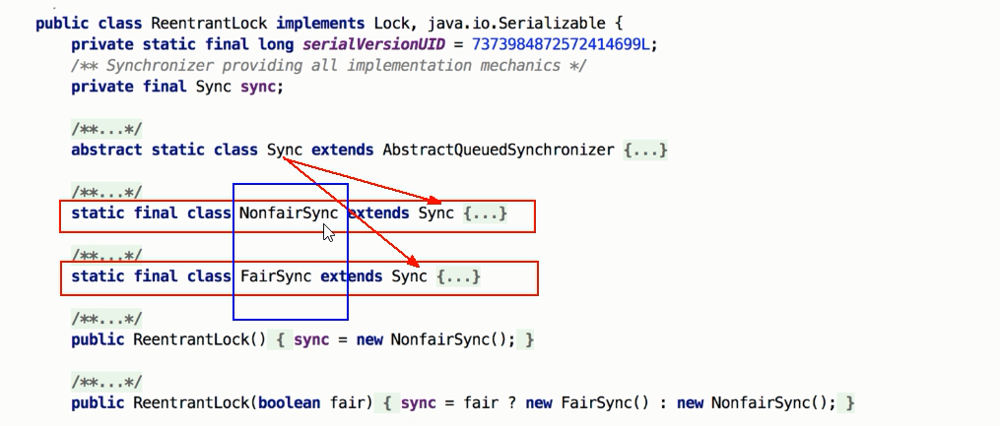 public class ReentrantLock implements Lock, java.io.Serializable {
private static final long serialVersionUID = 7373984872572414699L;
/** Synchronizer providing all implementation mechanics */
private final Sync sync;
/**...*/
abstract static class Sync extends AbstractQueuedSynchronizer {...}
/**...*/
static final class NonfairSync extends Sync {...}
/**...*/
static final class FairSync extends Sync {...}
/**...*/
public ReentrantLock() { sync = new NonfairSync(); }
/**...*/
public ReentrantLock(boolean fair) { sync = fair ? new FairSync() : new NonfairSync(); }